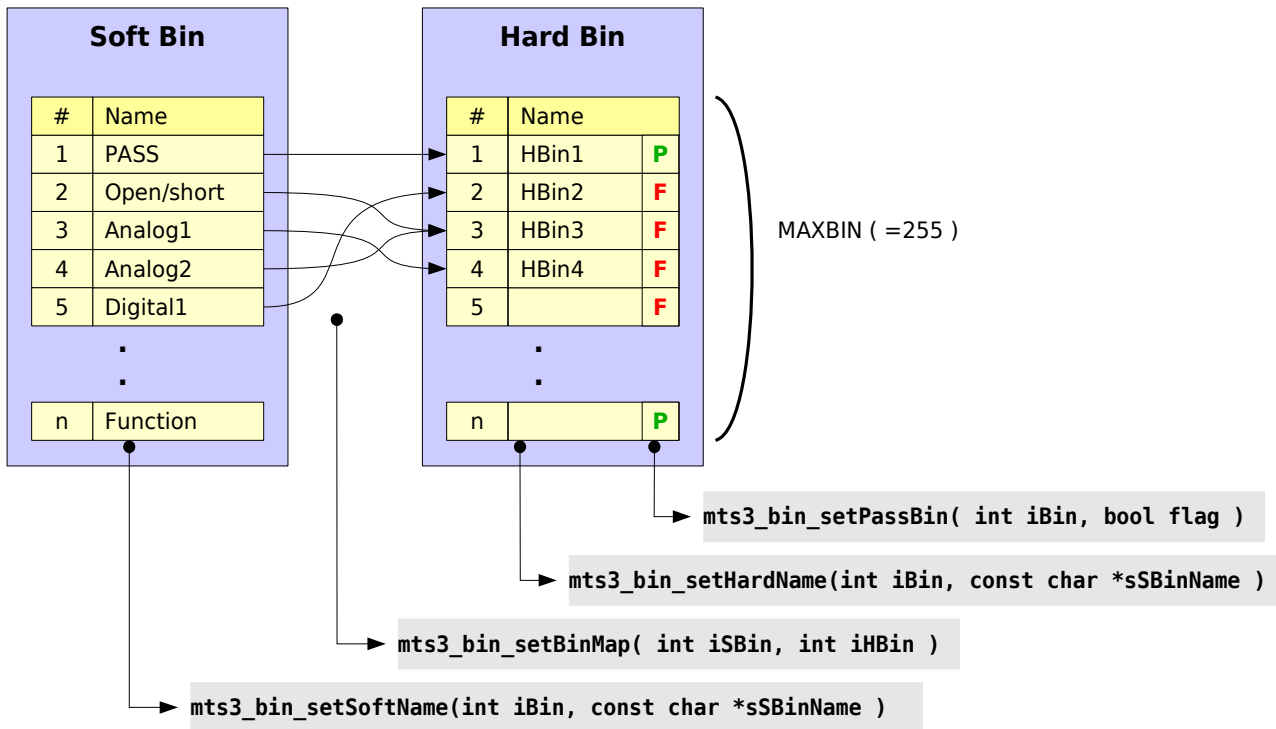 Soft Bin
# Name
1 PASS
2 Open/short
3 Analog1
4 Analog2
5 Digital1
.
.
n Function
Hard Bin
# Name
1 HBin1 P
2 HBin2 F
3 HBin3 F
4 HBin4 F
5 F
.
.
n P
MAXBIN ( =255 )
mts3_bin_setPassBin( int iBin, bool flag )
mts3_bin_setHardName(int iBin, const char *sSBinName )
mts3_bin_setBinMap( int iSBin, int iHBin )
mts3_bin_setSoftName(int iBin, const char *sSBinName )